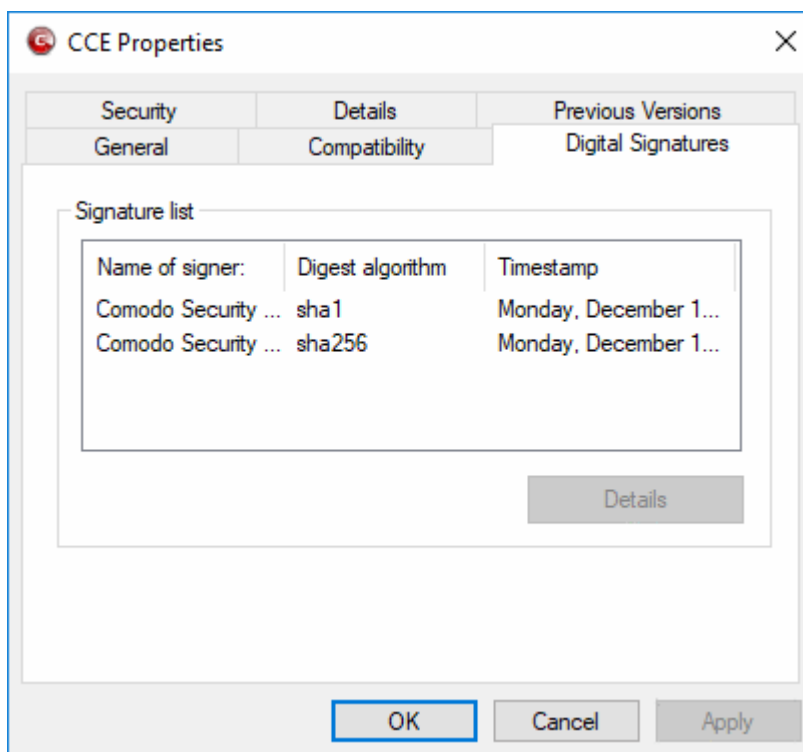 CCE Properties
Security Details Previous Versions
General Compatibility Digital Signatures
Signature list
Name of signer: Digest algorithm Timestamp
Comodo Security ... sha1 Monday, December 1...
Comodo Security ... sha256 Monday, December 1...
Details
OK Cancel Apply